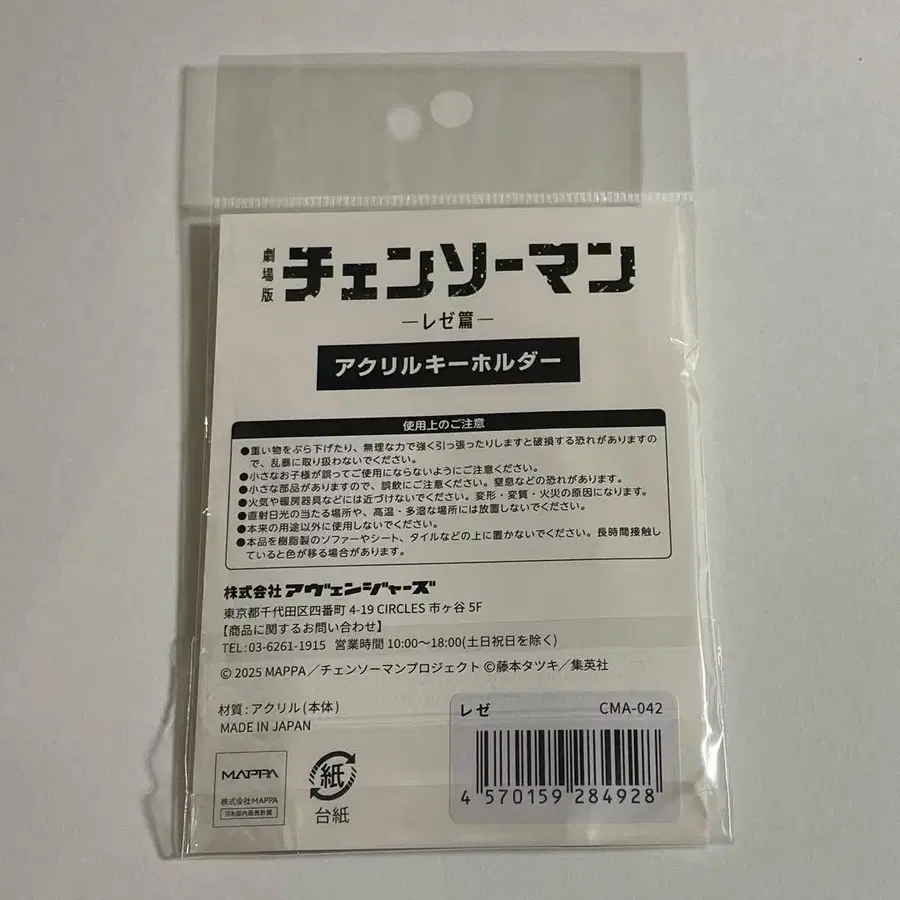 劇場版
チェンソーマン
―レゼ篇―
アクリルキーホルダー
使用上のご注意
●重い物をぶら下げたり、無理な力で強く引っ張ったりしますと破損する恐れがありますの
で、乱暴に取り扱わないでください。
●小さなお子様が誤ってご使用にならないようにご注意ください。
●小さな部品がありますので、誤飲にご注意ください。窒息などの恐れがあります。
●火気や暖房器具などには近づけないでください。変形・変質・火災の原因になります。
●直射日光の当たる場所や、高温・多湿な場所には放置しないでください。
●本来の用途以外に使用しないでください。
●本品を樹脂製のソファーやシート、タイルなどの上に置かないでください。長時間接触し
ていると色が移る場合があります。
株式会社アヴェンジャーズ
東京都千代田区四番町 4-19 CIRCLES 市ヶ谷 5F
【商品に関するお問い合わせ】
TEL:03-6261-1915 営業時間 10:00〜18:00(土日祝日を除く)
© 2025 MAPPA／チェンソーマンプロジェクト ©藤本タツキ／集英社
材質:アクリル(本体)
MADE IN JAPAN
レゼ CMA-042
4 570159 284928
MAPPA
株式会社MAPPA
日本国内販売許諾
紙
台紙